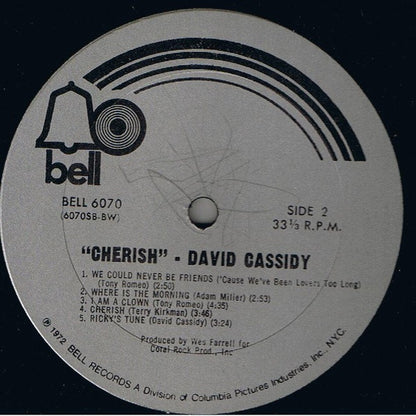 bell
BELL 6070
(6070SB-BW)
SIDE 2
33⅓ R.P.M.
"CHERISH" - DAVID CASSIDY
1. WE COULD NEVER BE FRIENDS ('Cause We've Been Lovers Too Long)
(Tony Romeo) (2:50)
2. WHERE IS THE MORNING (Adam Miller) (2:53)
3. I AM A CLOWN (Tony Romeo) (4:35)
4. CHERISH (Terry Kirkman) (3:46)
5. RICKY'S TUNE (David Cassidy) (3:24)
Produced by Wes Farrell for
Coral Rock Prod., Inc
℗ 1972 BELL RECORDS A Division of Columbia Pictures Industries, Inc., N.Y.C.